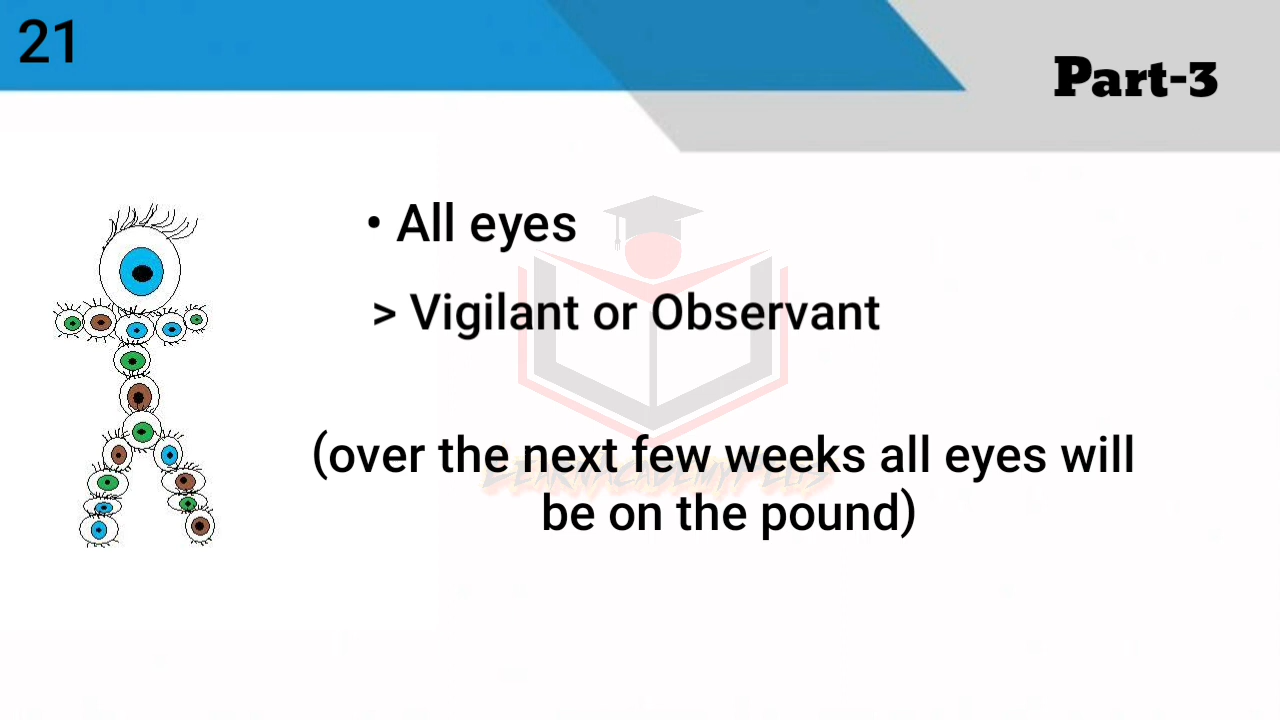 21
Part-3
• All eyes
> Vigilant or Observant
(over the next few weeks all eyes will
be on the pound)